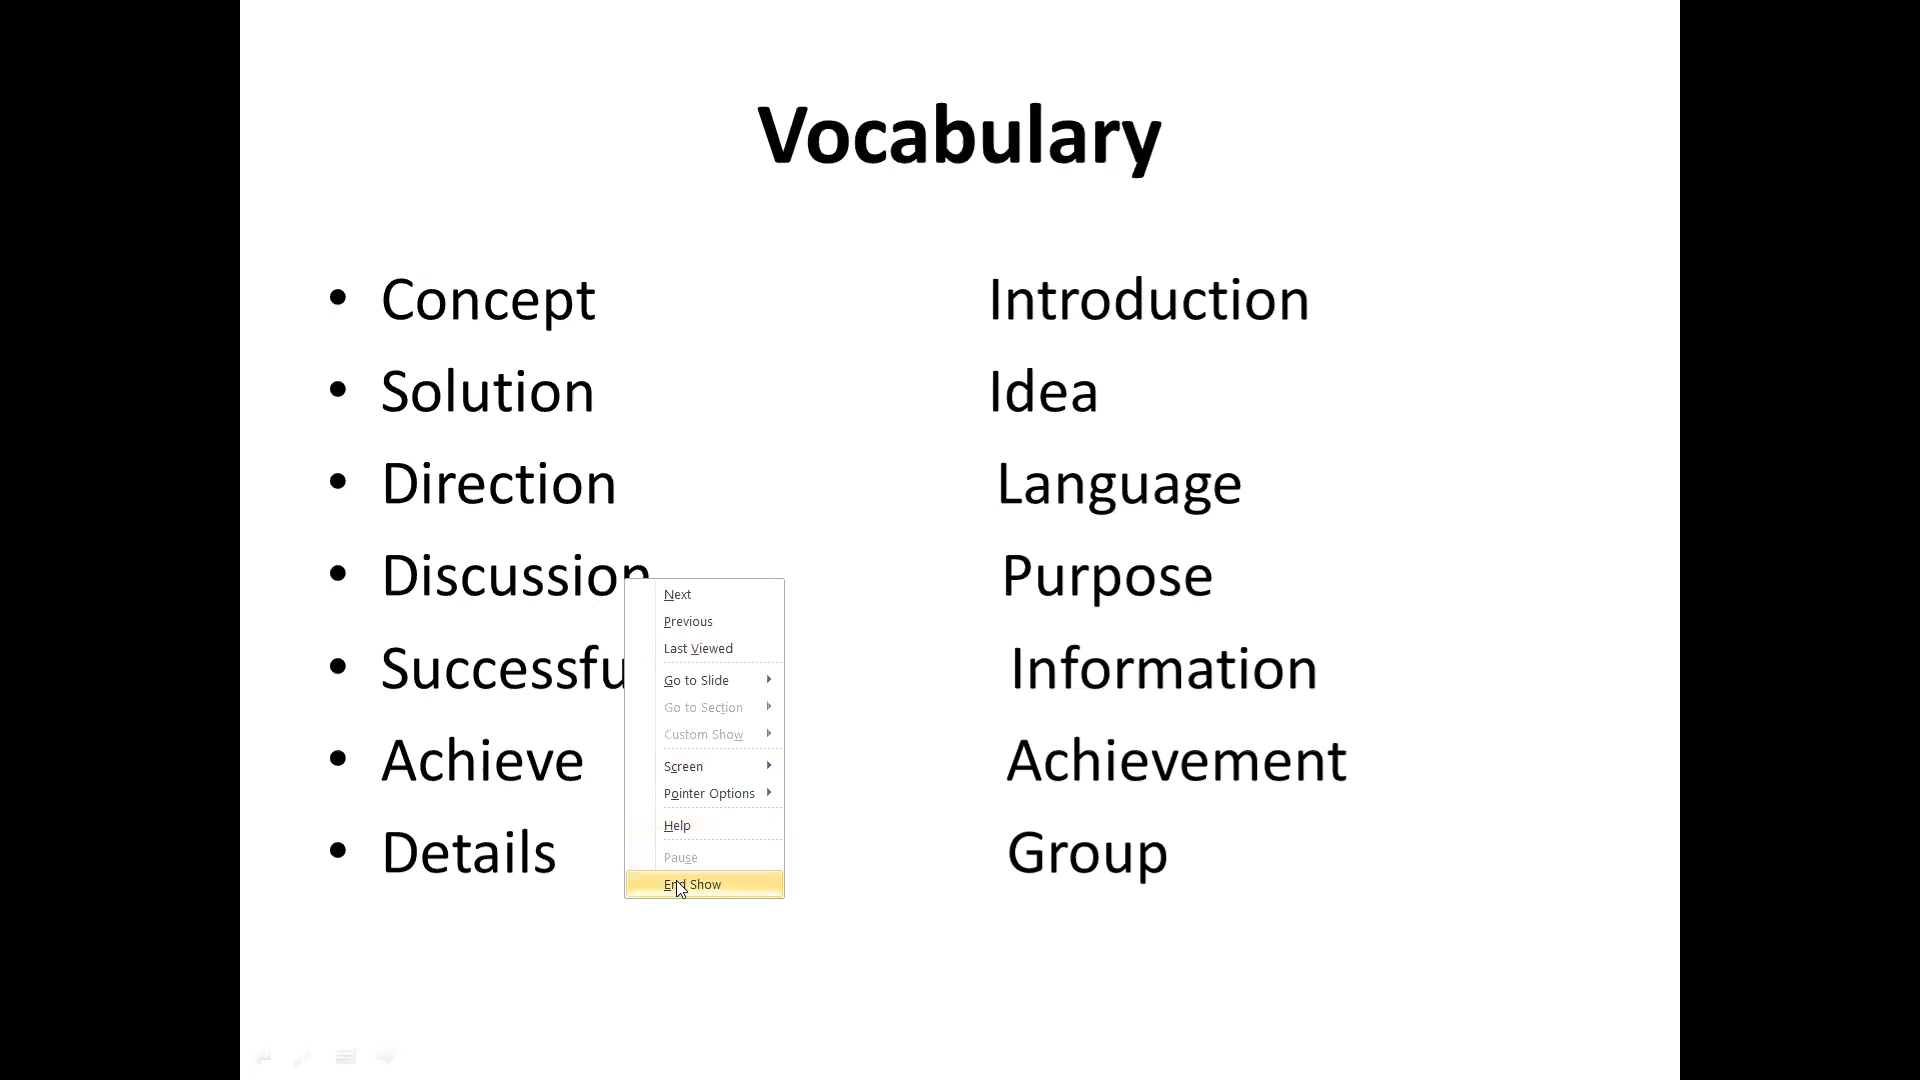 Vocabulary
• Concept Introduction
• Solution Idea
• Direction Language
• Discussion Purpose
Next
Previous
Last Viewed
Go to Slide
Go to Section
Custom Show
Screen
Pointer Options
Help
Pause
End Show
• Successfu Information
• Achieve Achievement
• Details Group